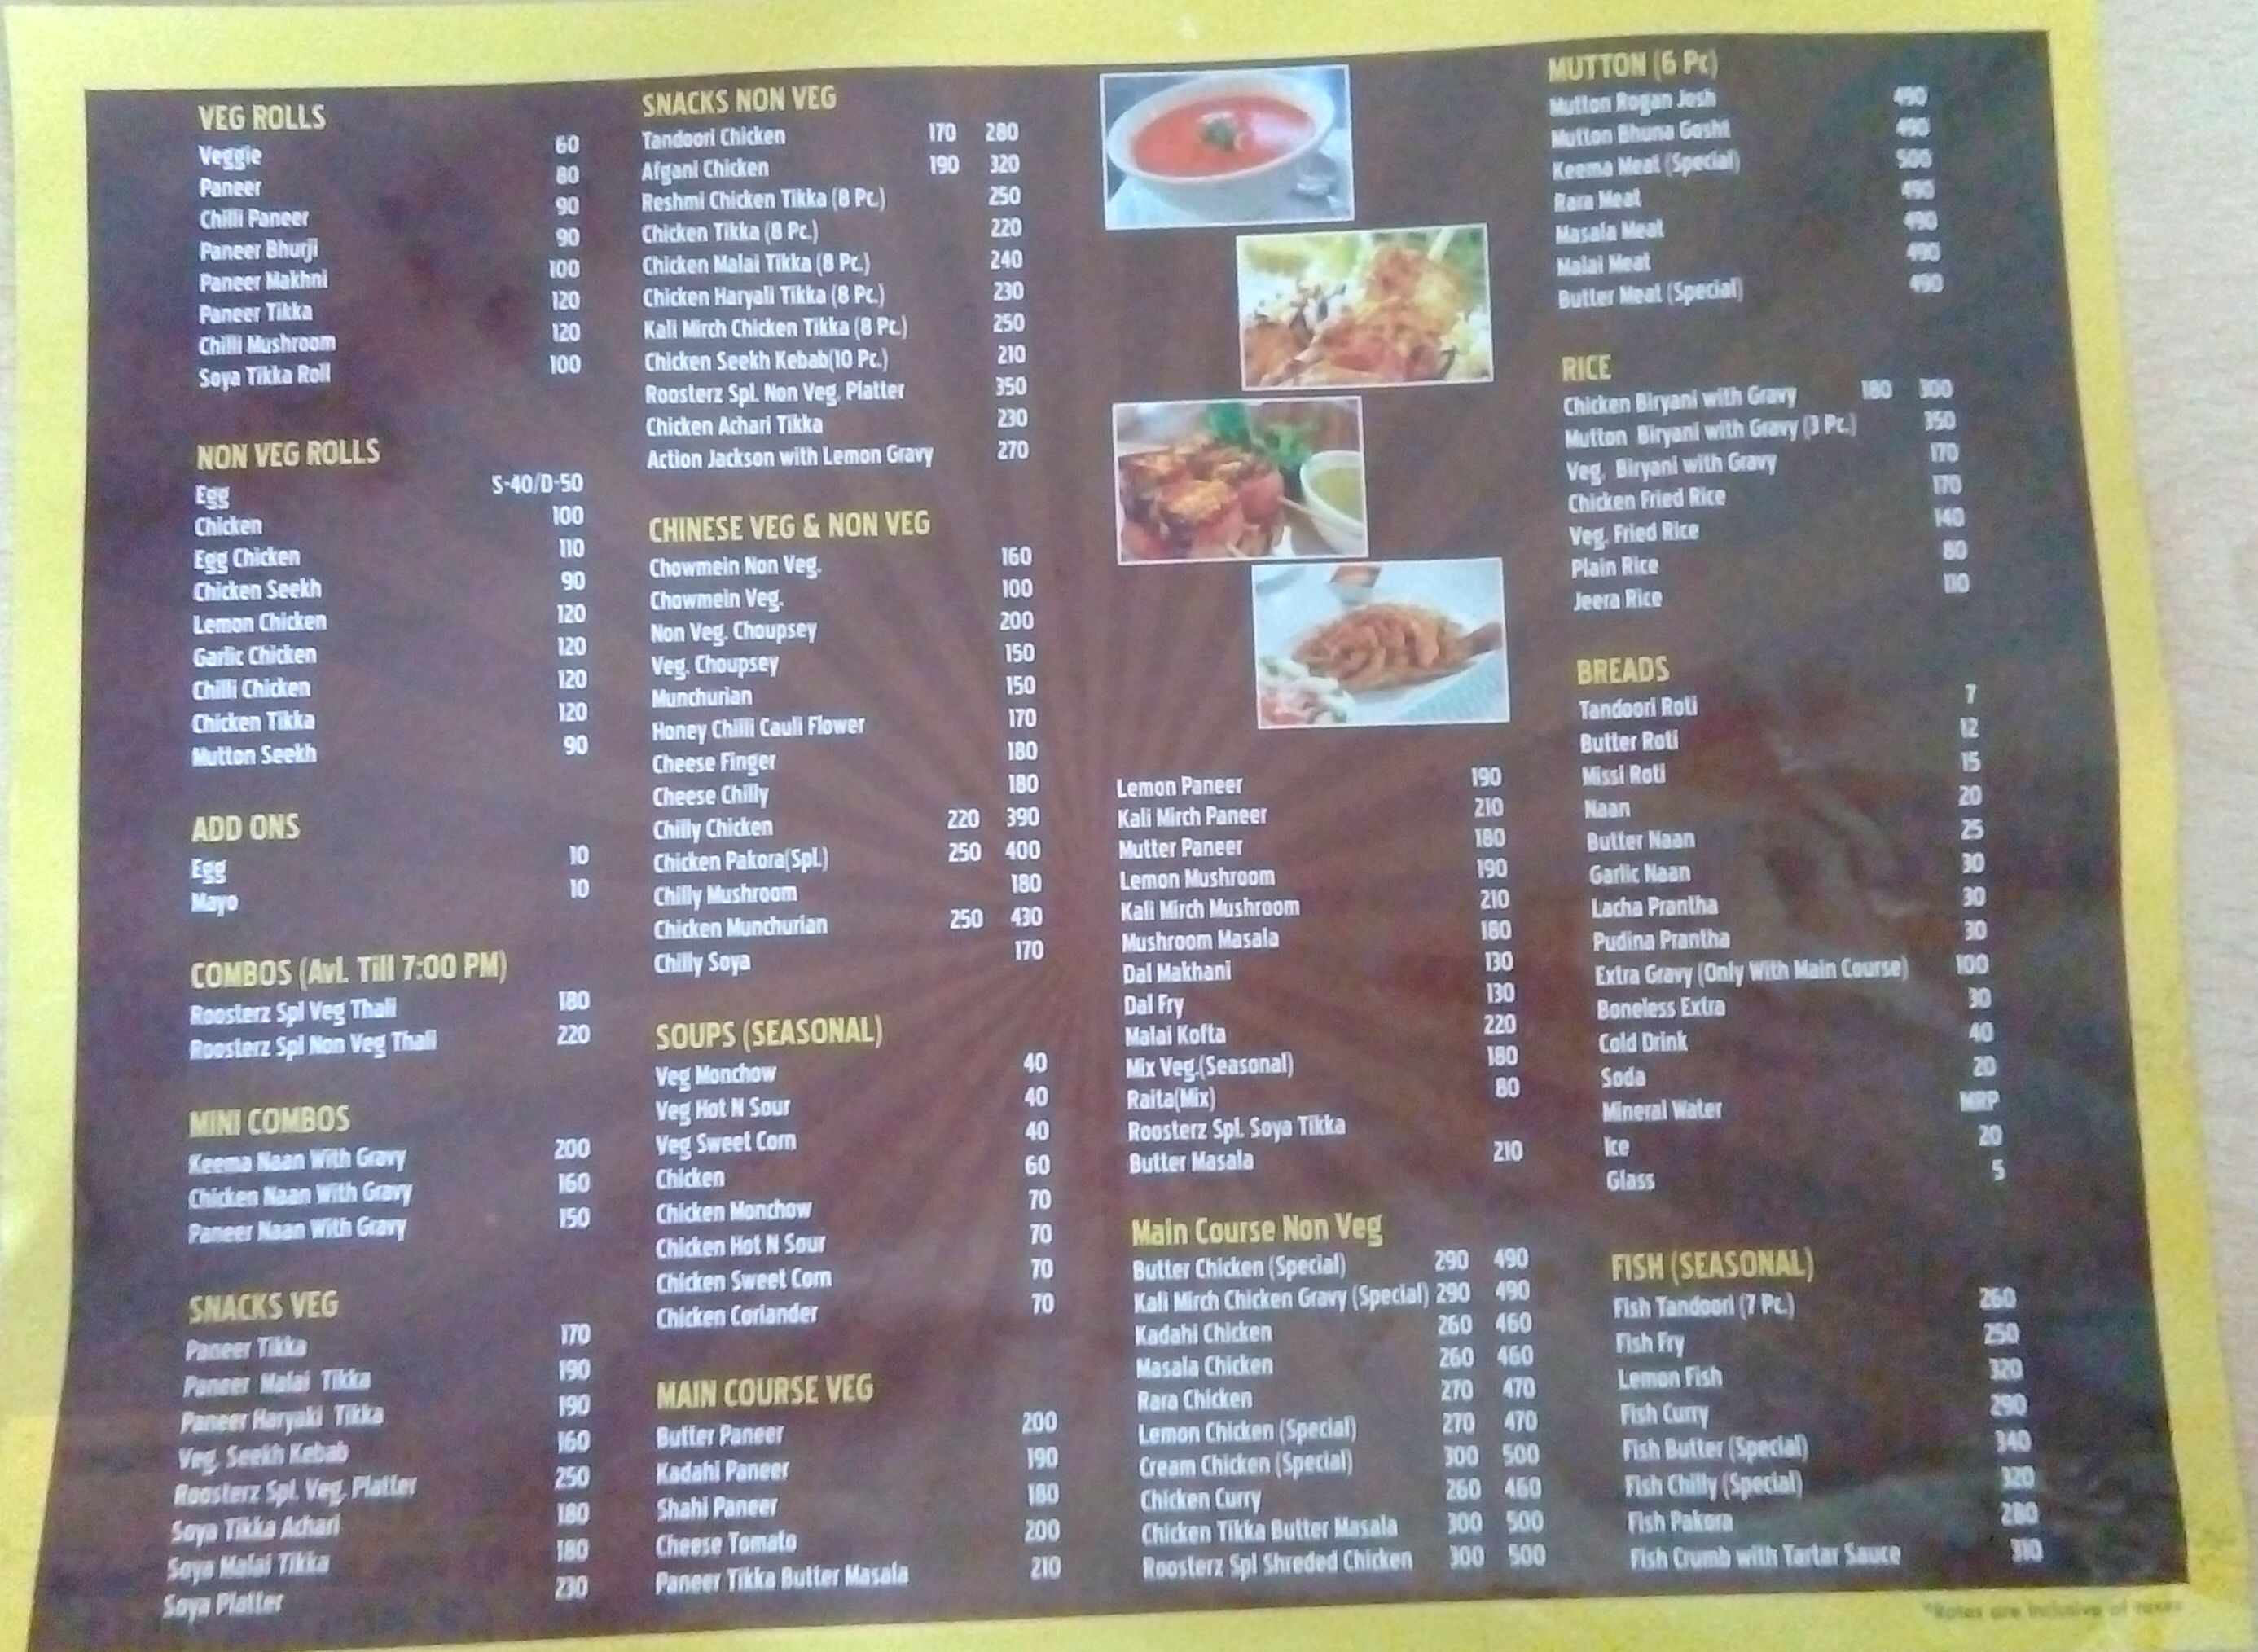 VEG ROLLS
Veggie 60
Paneer 80
Chilli Paneer 90
Paneer Bhurji 90
Paneer Makhni 100
Paneer Tikka 120
Chilli Mushroom 120
Soya Tikka Roll 100
NON VEG ROLLS
Egg S-40/D-50
Chicken 100
Egg Chicken 110
Chicken Seekh 90
Lemon Chicken 120
Garlic Chicken 120
Chilli Chicken 120
Chicken Tikka 120
Mutton Seekh 90
ADD ONS
Egg 10
Mayo 10
COMBOS (Avl. Till 7:00 PM)
Roosterz Spl Veg Thali 180
Roosterz Spl Non Veg Thali 220
MINI COMBOS
Keema Naan With Gravy 200
Chicken Naan With Gravy 160
Paneer Naan With Gravy 150
SNACKS VEG
Paneer Tikka 170
Paneer Malai Tikka 190
Paneer Haryaki Tikka 190
Veg. Seekh Kebab 160
Roosterz Spl. Veg. Platter 250
Soya Tikka Achari 180
Soya Malai Tikka 180
Soya Platter 230
SNACKS NON VEG
Tandoori Chicken 170 280
Afgani Chicken 190 320
Reshmi Chicken Tikka (8 Pc.) 250
Chicken Tikka (8 Pc.) 220
Chicken Malai Tikka (8 Pc.) 240
Chicken Haryali Tikka (8 Pc.) 230
Kali Mirch Chicken Tikka (8 Pc.) 250
Chicken Seekh Kebab(10 Pc.) 210
Roosterz Spl. Non Veg. Platter 350
Chicken Achari Tikka 230
Action Jackson with Lemon Gravy 270
CHINESE VEG & NON VEG
Chowmein Non Veg. 160
Chowmein Veg. 100
Non Veg. Choupsey 200
Veg. Choupsey 150
Munchurian 150
Honey Chilli Cauli Flower 170
Cheese Finger 180
Cheese Chilly 180
Chilly Chicken 220 390
Chicken Pakora(Spl.) 250 400
Chilly Mushroom 180
Chicken Munchurian 250 430
Chilly Soya 170
SOUPS (SEASONAL)
Veg Monchow 40
Veg Hot N Sour 40
Veg Sweet Corn 40
Chicken 60
Chicken Monchow 70
Chicken Hot N Sour 70
Chicken Sweet Corn 70
Chicken Coriander 70
MAIN COURSE VEG
Butter Paneer 200
Kadahi Paneer 190
Shahi Paneer 180
Cheese Tomato 200
Paneer Tikka Butter Masala 210
Lemon Paneer 190
Kali Mirch Paneer 210
Mutter Paneer 180
Lemon Mushroom 190
Kali Mirch Mushroom 210
Mushroom Masala 180
Dal Makhani 130
Dal Fry 130
Malai Kofta 220
Mix Veg.(Seasonal) 180
Raita(Mix) 80
Roosterz Spl. Soya Tikka
Butter Masala 210
Main Course Non Veg
Butter Chicken (Special) 290 490
Kali Mirch Chicken Gravy (Special) 290 490
Kadahi Chicken 260 460
Masala Chicken 260 460
Rara Chicken 270 470
Lemon Chicken (Special) 270 470
Cream Chicken (Special) 300 500
Chicken Curry 260 460
Chicken Tikka Butter Masala 300 500
Roosterz Spl Shreded Chicken 300 500
MUTTON (6 Pc)
Mutton Rogan Josh 490
Mutton Bhuna Gosht 490
Keema Meat (Special) 500
Rara Meat 490
Masala Meat 490
Malai Meat 490
Butter Meat (Special) 490
RICE
Chicken Biryani with Gravy 180 300
Mutton Biryani with Gravy (3 Pc.) 350
Veg. Biryani with Gravy 170
Chicken Fried Rice 170
Veg. Fried Rice 140
Plain Rice 80
Jeera Rice 110
BREADS
Tandoori Roti 7
Butter Roti 12
Missi Roti 15
Naan 20
Butter Naan 25
Garlic Naan 30
Lacha Prantha 30
Pudina Prantha 30
Extra Gravy (Only With Main Course) 100
Boneless Extra 30
Cold Drink 40
Soda 20
Mineral Water MRP
Ice 20
Glass 5
FISH (SEASONAL)
Fish Tandoori (7 Pc.) 260
Fish Fry 250
Lemon Fish 320
Fish Curry 290
Fish Butter (Special) 340
Fish Chilly (Special) 320
Fish Pakora 280
Fish Crumb with Tartar Sauce 310
*Rates are inclusive of taxes